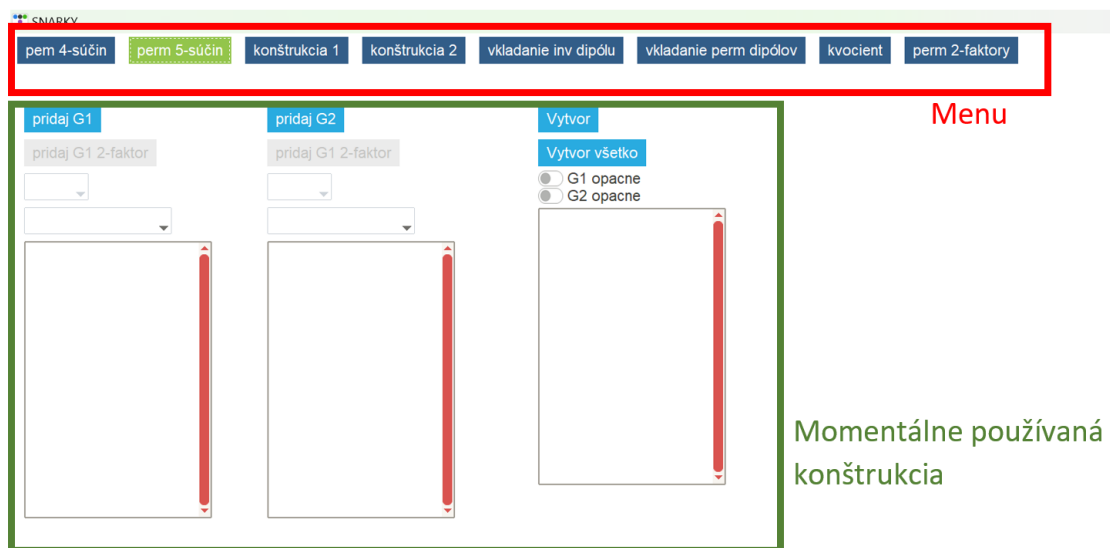 SNARKY
pem 4-súčin perm 5-súčin konštrukcia 1 konštrukcia 2 vkladanie inv dipólu vkladanie perm dipólov kvocient perm 2-faktory
Menu
pridaj G1 pridaj G2 Vytvor
pridaj G1 2-faktor pridaj G1 2-faktor Vytvor všetko
G1 opacne
G2 opacne
Momentálne používaná
konštrukcia